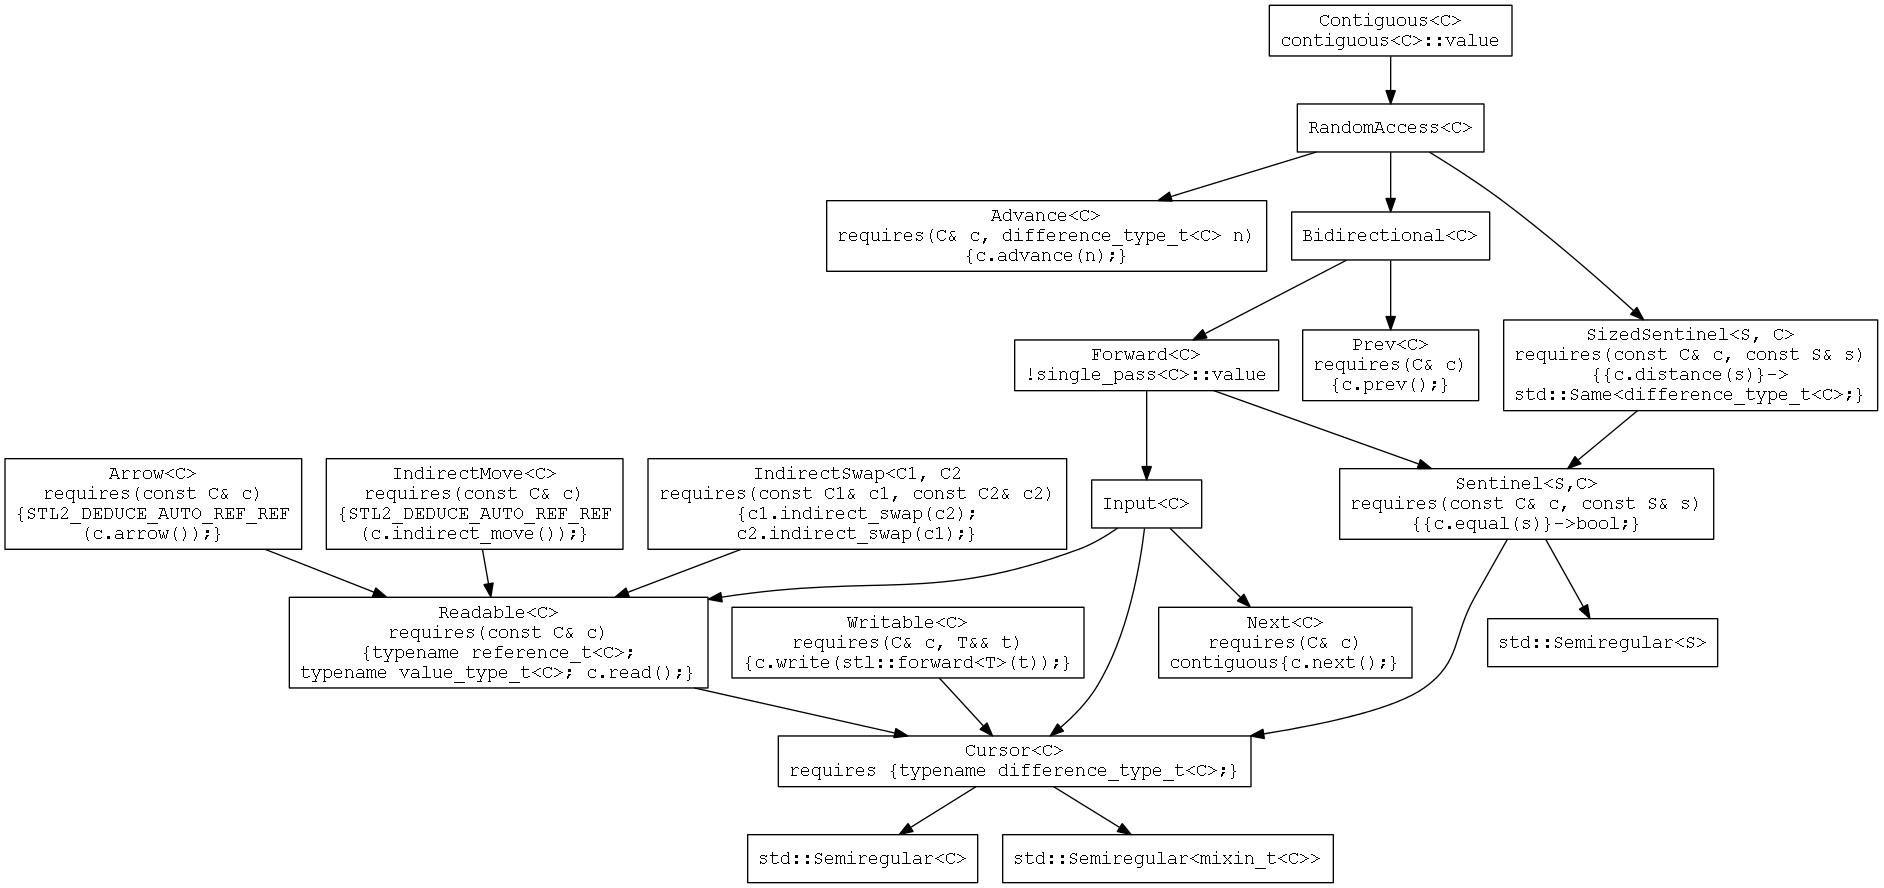 Contiguous<C>
contiguous<C>::value
RandomAccess<C>
Advance<C>
requires(C& c, difference_type_t<C> n)
{c.advance(n);}
Bidirectional<C>
Forward<C>
!single_pass<C>::value
Prev<C>
requires(C& c)
{c.prev();}
SizedSentinel<S, C>
requires(const C& c, const S& s)
{{c.distance(s)}->
std::Same<difference_type_t<C>;}
Arrow<C>
requires(const C& c)
{STL2_DEDUCE_AUTO_REF_REF
(c.arrow());}
IndirectMove<C>
requires(const C& c)
{STL2_DEDUCE_AUTO_REF_REF
(c.indirect_move());}
IndirectSwap<C1, C2
requires(const C1& c1, const C2& c2)
{c1.indirect_swap(c2);
c2.indirect_swap(c1);}
Input<C>
Sentinel<S,C>
requires(const C& c, const S& s)
{{c.equal(s)}->bool;}
Readable<C>
requires(const C& c)
{typename reference_t<C>;
typename value_type_t<C>; c.read();}
Writable<C>
requires(C& c, T&& t)
{c.write(stl::forward<T>(t));}
Next<C>
requires(C& c)
contiguous{c.next();}
std::Semiregular<S>
Cursor<C>
requires {typename difference_type_t<C>;}
std::Semiregular<C>
std::Semiregular<mixin_t<C>>